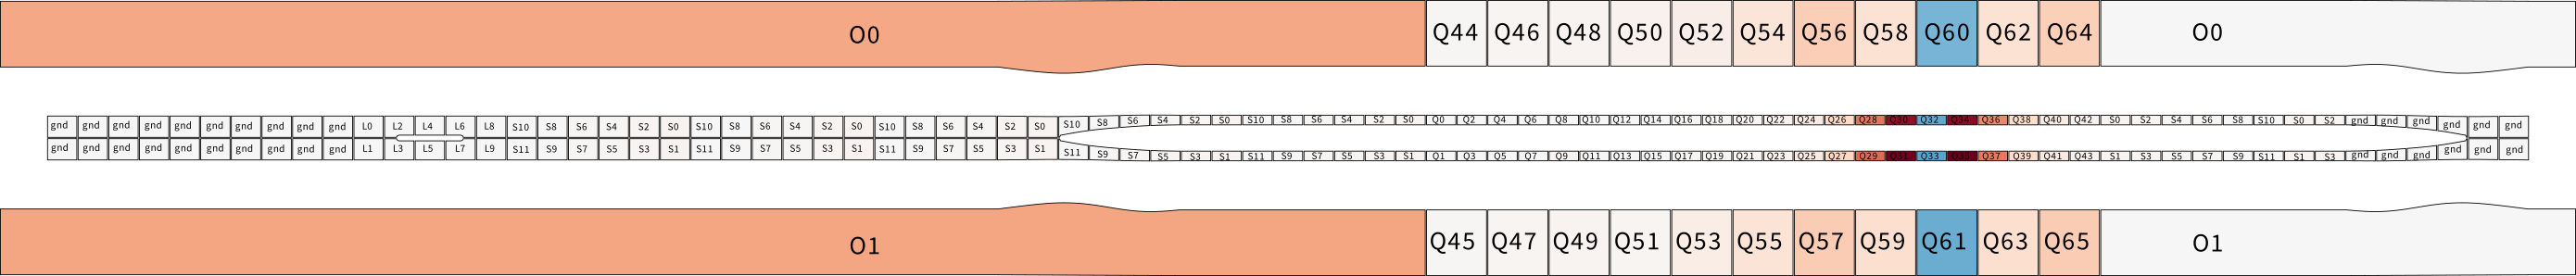 O0 Q44 Q46 Q48 Q50 Q52 Q54 Q56 Q58 Q60 Q62 Q64 O0
gnd gnd gnd gnd gnd gnd gnd gnd gnd gnd L0 L2 L4 L6 L8 S10 S8 S6 S4 S2 S0 S10 S8 S6 S4 S2 S0 S10 S8 S6 S4 S2 S0 S10 S8 S6 S4 S2 S0 S10 S8 S6 S4 S2 S0 Q0 Q2 Q4 Q6 Q8 Q10 Q12 Q14 Q16 Q18 Q20 Q22 Q24 Q26 Q28 Q30 Q32 Q34 Q36 Q38 Q40 Q42 S0 S2 S4 S6 S8 S10 S0 S2 gnd gnd gnd gnd gnd gnd
gnd gnd gnd gnd gnd gnd gnd gnd gnd gnd L1 L3 L5 L7 L9 S11 S9 S7 S5 S3 S1 S11 S9 S7 S5 S3 S1 S11 S9 S7 S5 S3 S1 S11 S9 S7 S5 S3 S1 S11 S9 S7 S5 S3 S1 Q1 Q3 Q5 Q7 Q9 Q11 Q13 Q15 Q17 Q19 Q21 Q23 Q25 Q27 Q29 Q31 Q33 Q35 Q37 Q39 Q41 Q43 S1 S3 S5 S7 S9 S11 S1 S3 gnd gnd gnd gnd gnd gnd
O1 Q45 Q47 Q49 Q51 Q53 Q55 Q57 Q59 Q61 Q63 Q65 O1